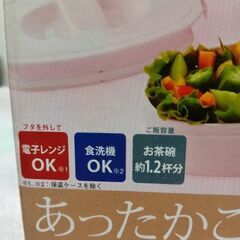 フタを外して
電子レンジ
OK※1
食洗機
OK※2
ご飯容量
お茶碗
約1.2杯分
※1、※2：保温ケースを除く
あったかご